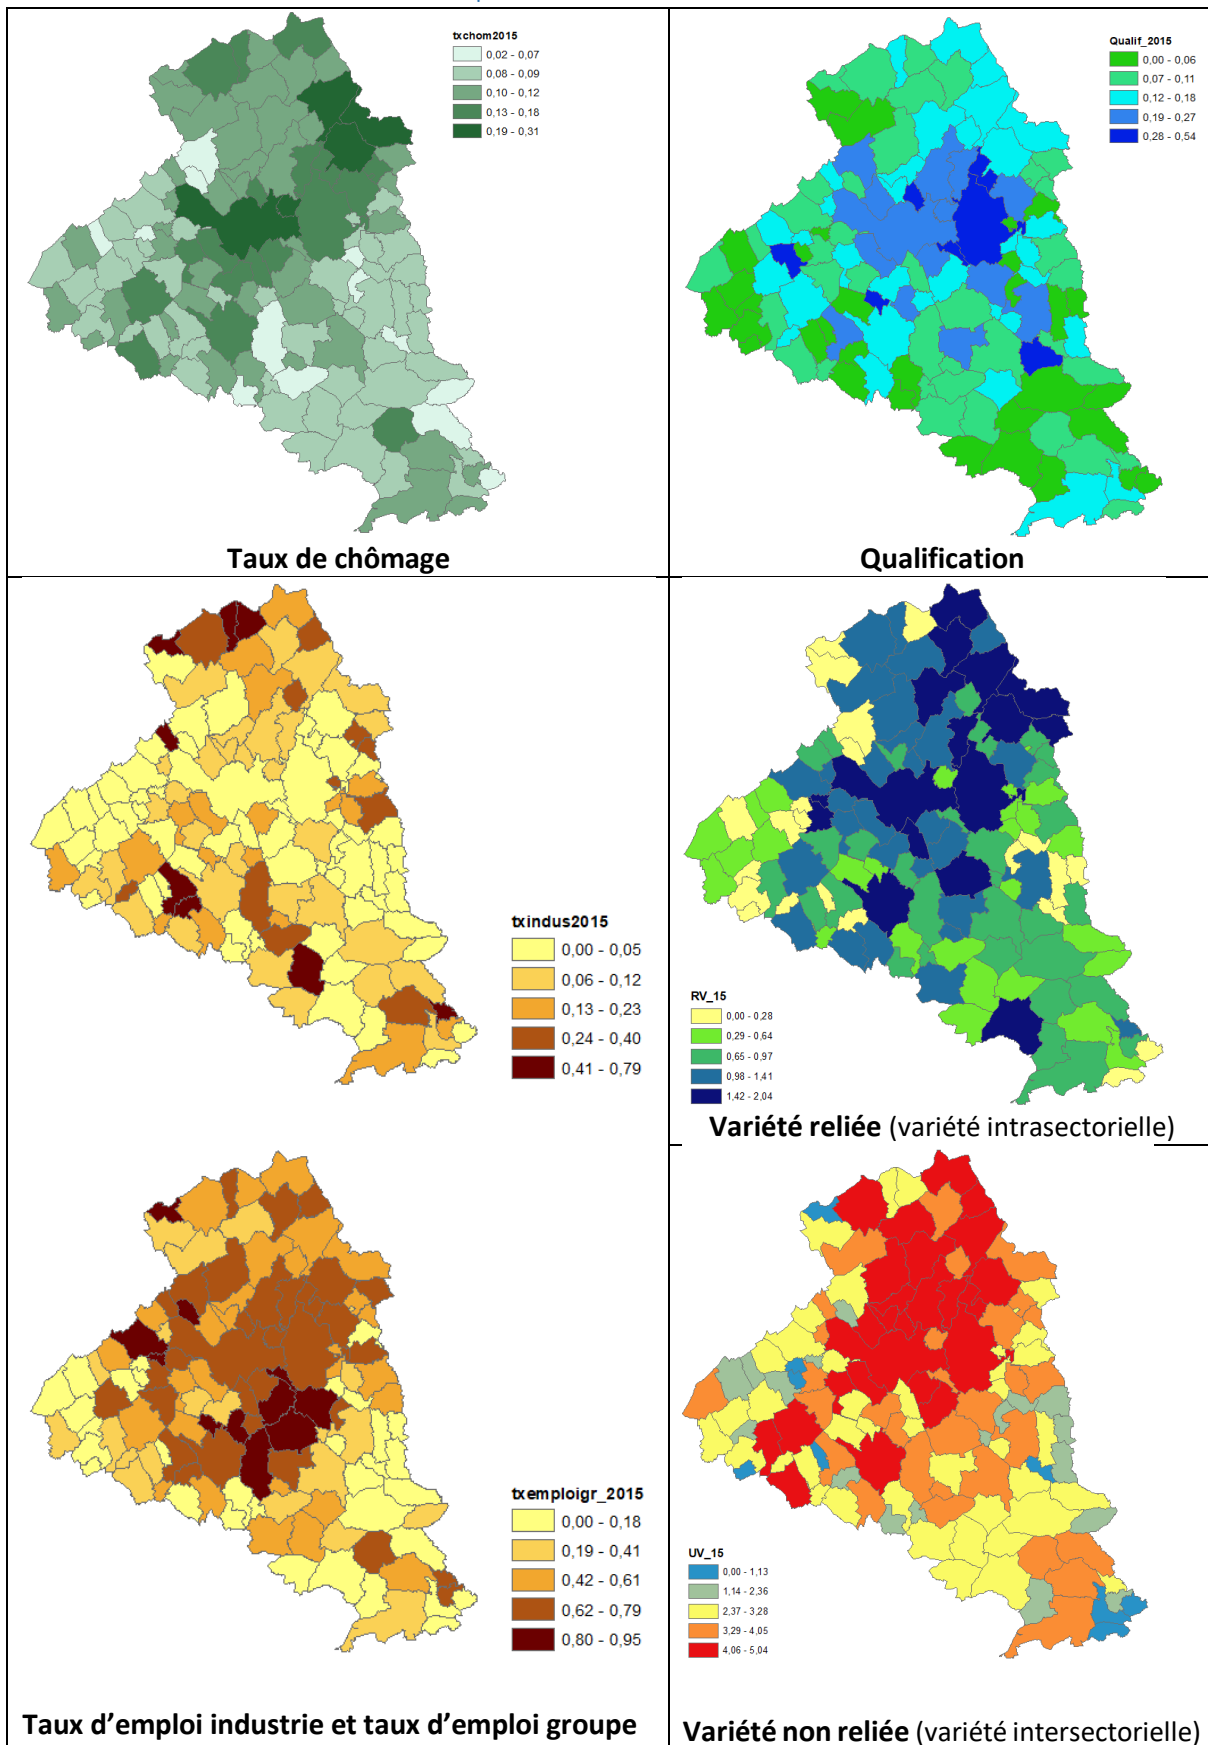 txchom2015
0,02 - 0,07
0,08 - 0,09
0,10 - 0,12
0,13 - 0,18
0,19 - 0,31
Taux de chômage
Qualif_2015
0,00 - 0,06
0,07 - 0,11
0,12 - 0,18
0,19 - 0,27
0,28 - 0,54
Qualification
txindus2015
0,00 - 0,05
0,06 - 0,12
0,13 - 0,23
0,24 - 0,40
0,41 - 0,79
RV_15
0,00 - 0,28
0,29 - 0,64
0,65 - 0,97
0,98 - 1,41
1,42 - 2,04
Variété reliée (variété intrasectorielle)
txemploigr_2015
0,00 - 0,18
0,19 - 0,41
0,42 - 0,61
0,62 - 0,79
0,80 - 0,95
Taux d’emploi industrie et taux d’emploi groupe
UV_15
0,00 - 1,13
1,14 - 2,36
2,37 - 3,28
3,29 - 4,05
4,06 - 5,04
Variété non reliée (variété intersectorielle)